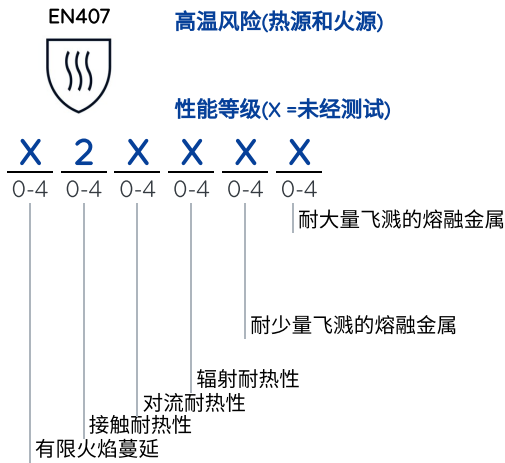 EN407
高温风险(热源和火源)
性能等级(X =未经测试)
X 2 X X X X
0-4 0-4 0-4 0-4 0-4 0-4
耐大量飞溅的熔融金属
耐少量飞溅的熔融金属
辐射耐热性
对流耐热性
接触耐热性
有限火焰蔓延